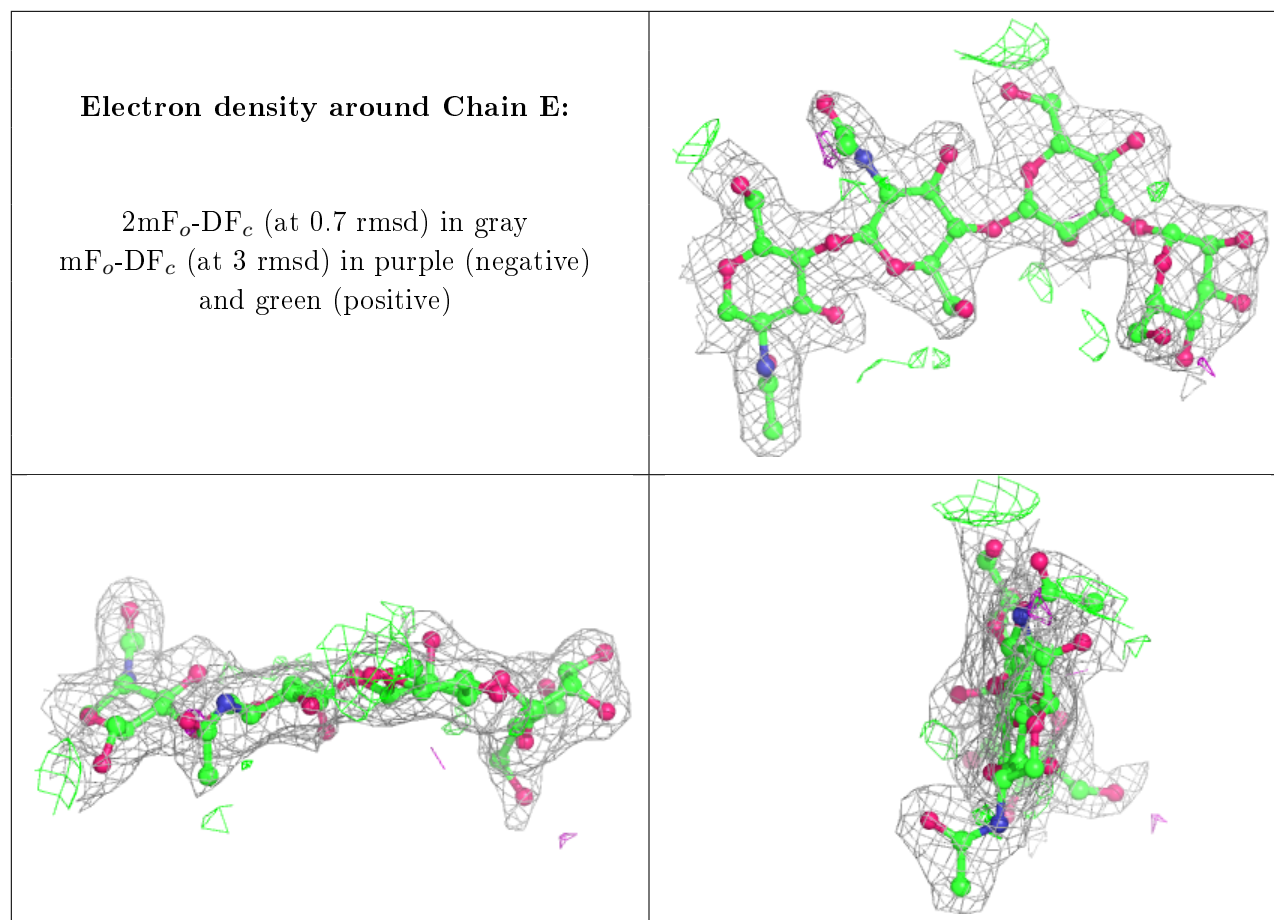 Electron density around Chain E:
2mFₒ-DF𝒸 (at 0.7 rmsd) in gray
mFₒ-DF𝒸 (at 3 rmsd) in purple (negative)
and green (positive)